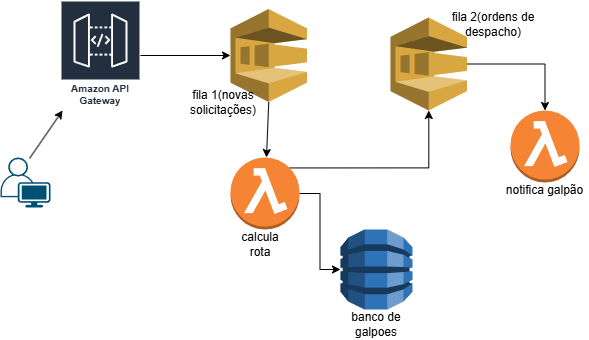 Amazon API
Gateway
fila 1(novas
solicitações)
fila 2(ordens de
despacho)
notifica galpão
calcula
rota
banco de
galpoes